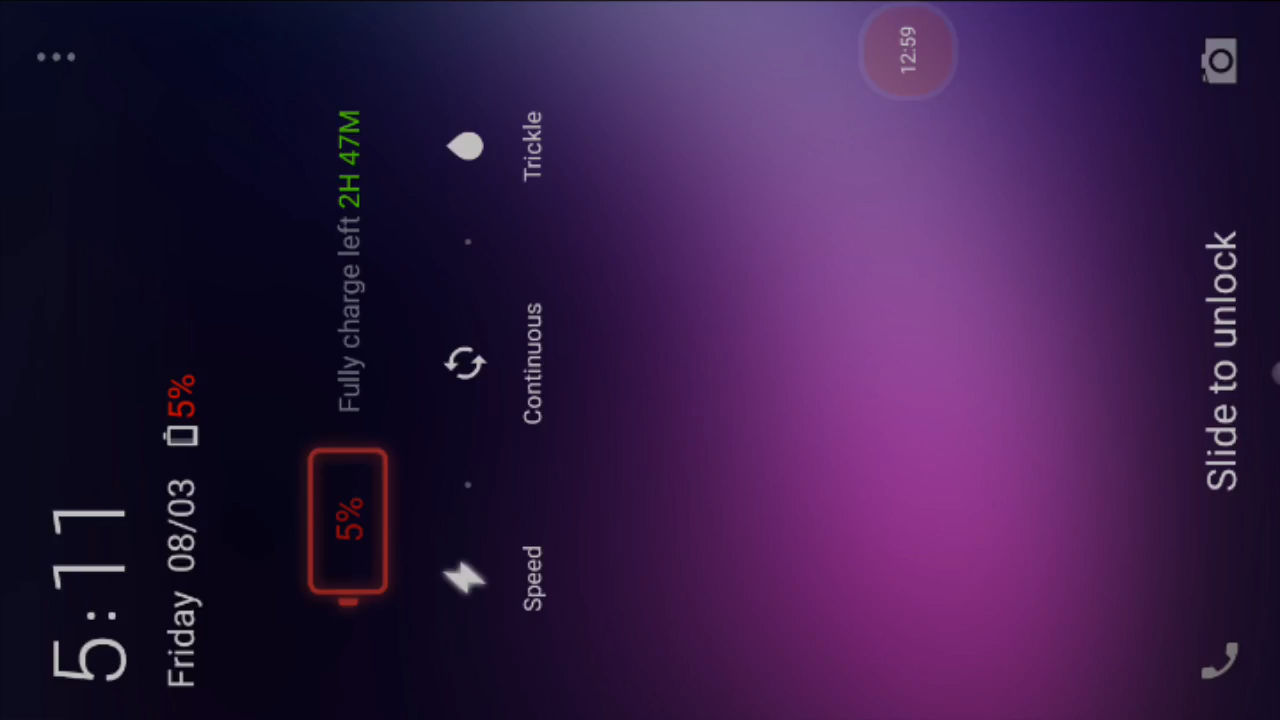 5:11
Friday 08/03 5%
5% Fully charge left 2H 47M
Speed Continuous Trickle
12:59
Slide to unlock